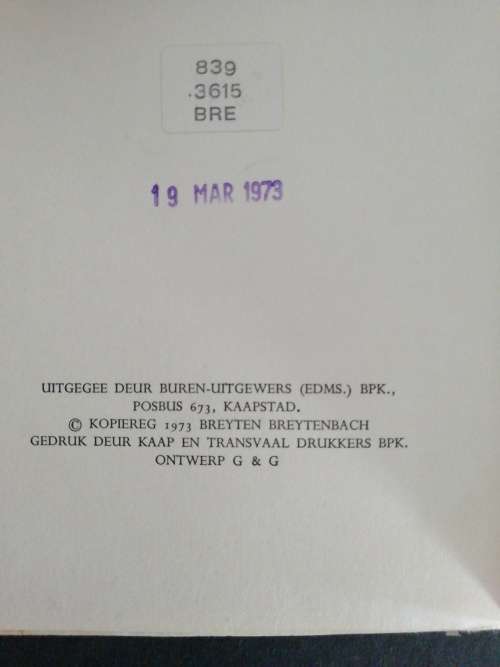 839
.3615
BRE
19 MAR 1973
UITGEGEE DEUR BUREN-UITGEWERS (EDMS.) BPK.,
POSBUS 673, KAAPSTAD.
© KOPIEREG 1973 BREYTEN BREYTENBACH
GEDRUK DEUR KAAP EN TRANSVAAL DRUKKERS BPK.
ONTWERP G & G